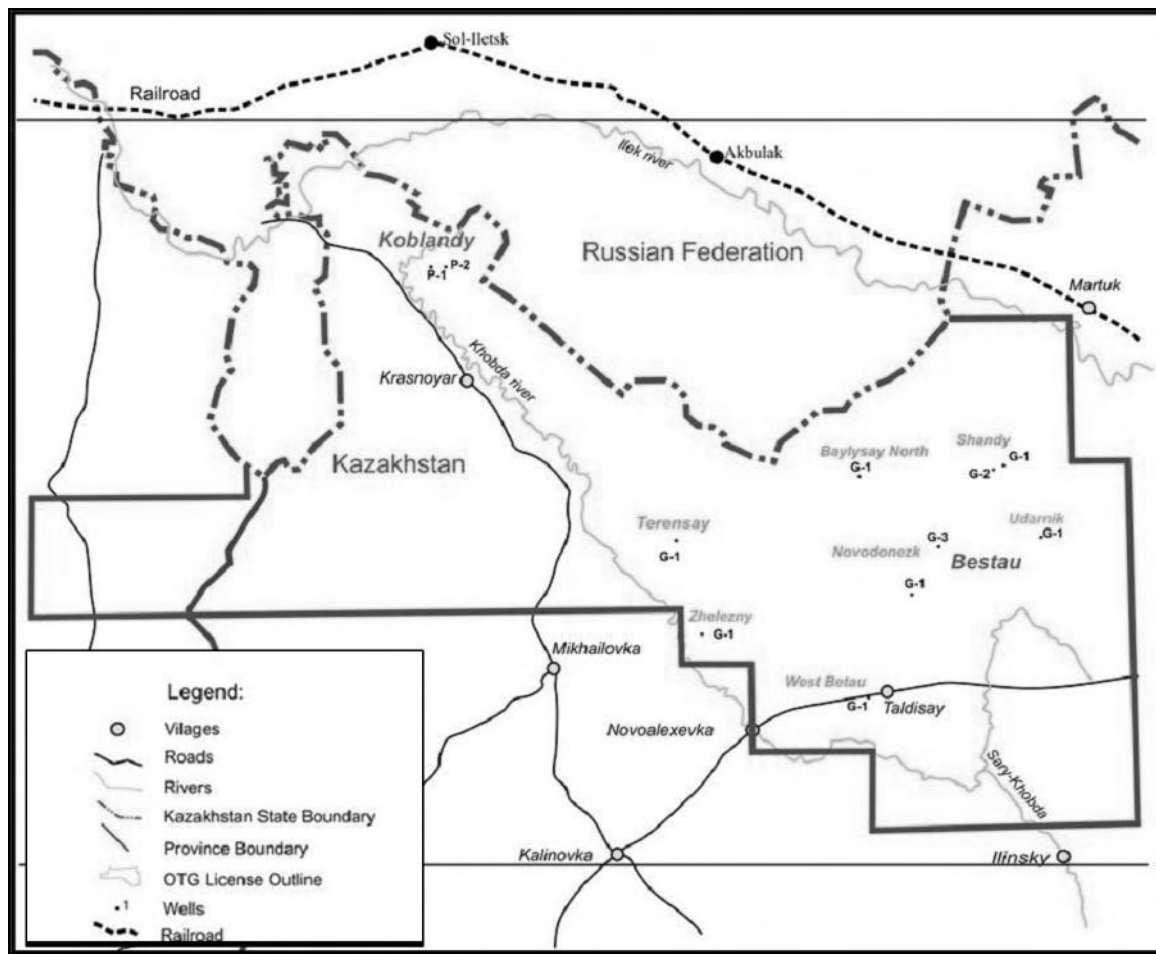 Sol-Iletsk
Railroad
Ilek river
Akbulak
Koblandy
P-1
P-2
Russian Federation
Martuk
Khobda river
Krasnoyar
Kazakhstan
Baylysay North
G-1
Shandy
G-1
G-2
Terensay
G-1
Udarnik
G-1
Novodonezk
G-3
Bestau
G-1
Zhelezny
G-1
Mikhailovka
West Betau
G-1
Taldisay
Novoalexevka
Sary-Khobda
Kalinovka
Ilinsky
Legend:
Villages
Roads
Rivers
Kazakhstan State Boundary
Province Boundary
OTG License Outline
1
Wells
Railroad